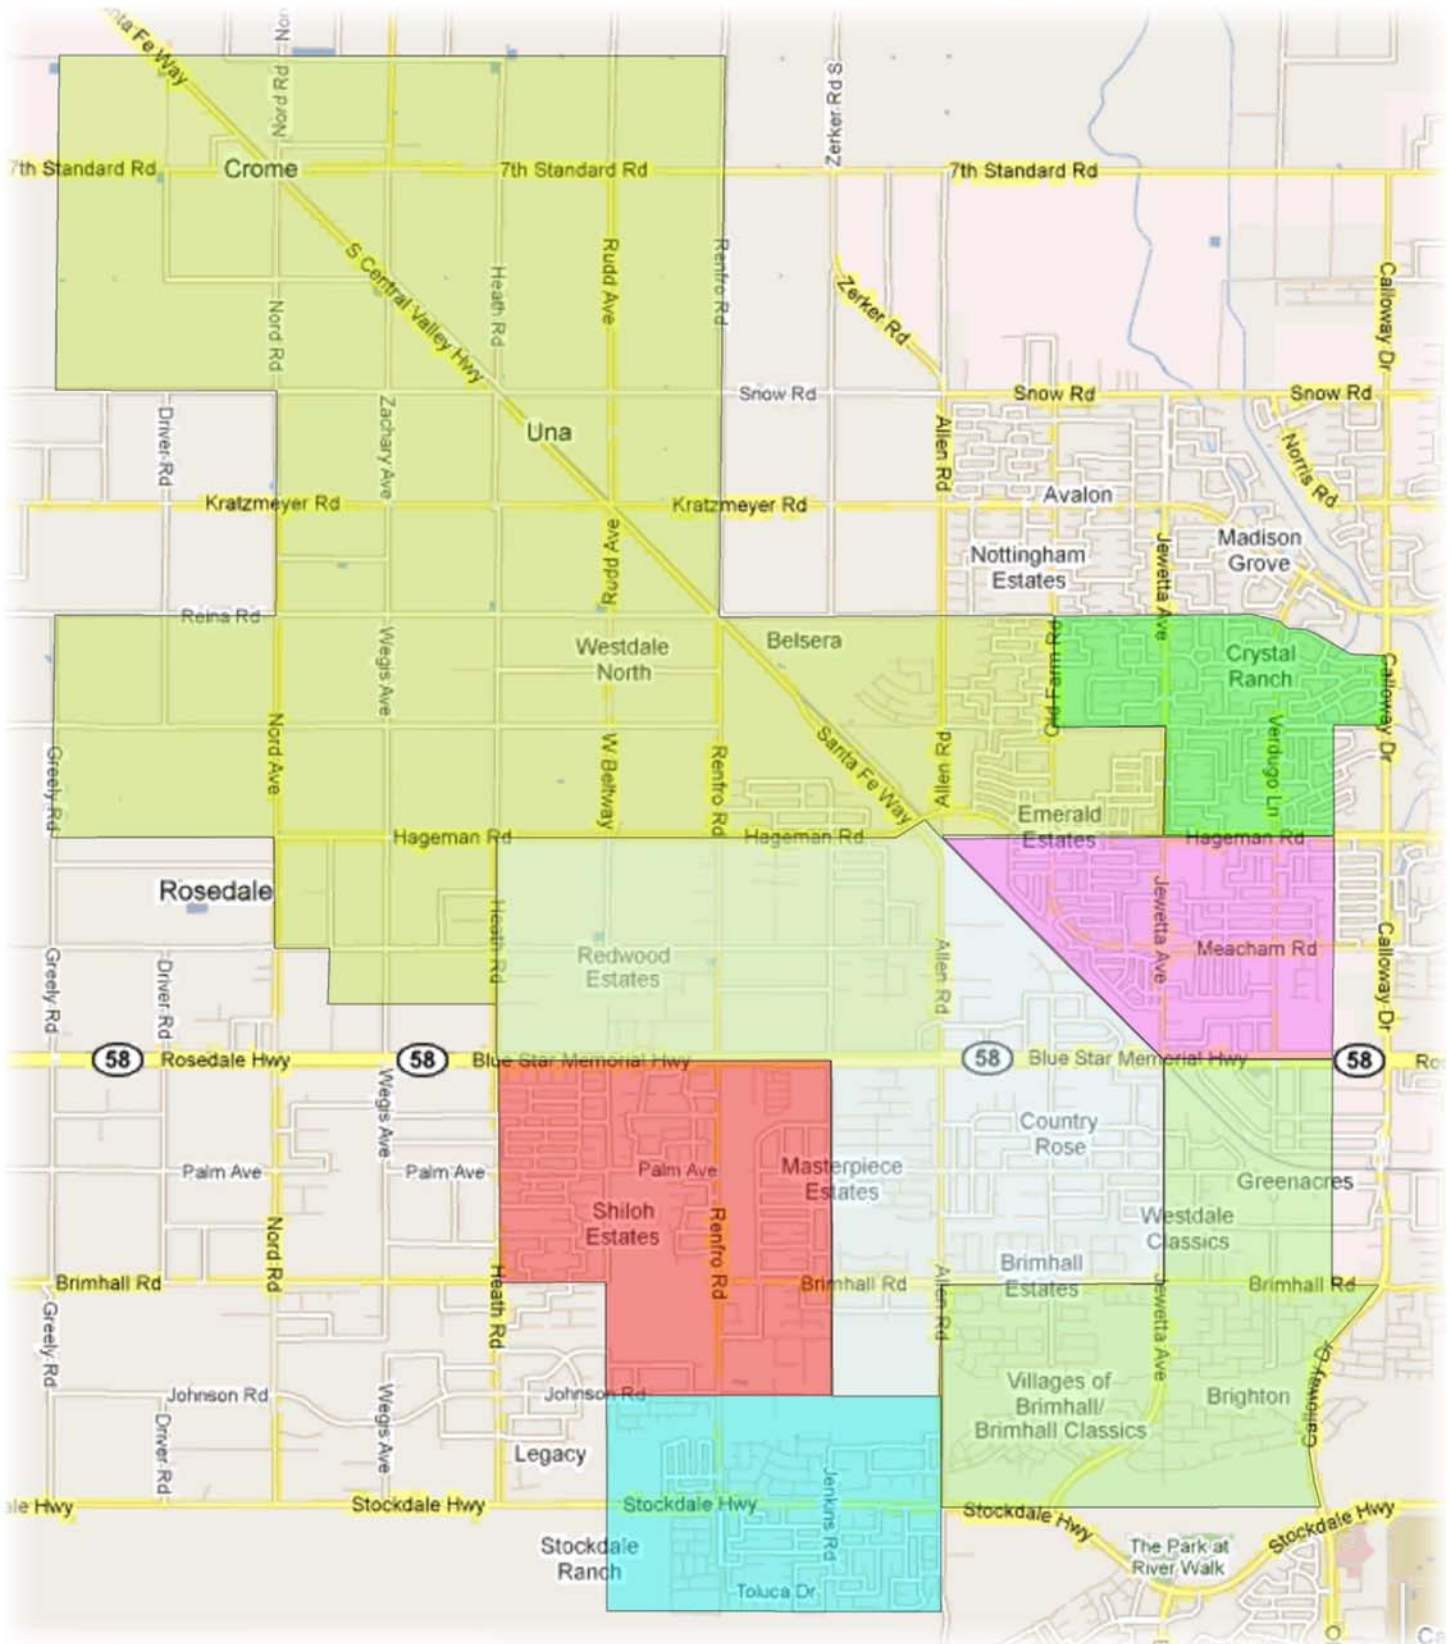 nta Fe Way
Nord Rd
Zerker Rd S
7th Standard Rd
Crome
7th Standard Rd
7th Standard Rd
S Central Valley Hwy
Heath Rd
Rudd Ave
Renfro Rd
Zerker Rd
Calloway Dr
Nord Rd
Snow Rd
Snow Rd
Snow Rd
Driver Rd
Zachary Ave
Una
Allen Rd
Norris Rd
Kratzmeyer Rd
Kratzmeyer Rd
Avalon
Rudd Ave
Nottingham
Estates
Jewetta Ave
Madison
Grove
Reina Rd
Wegis Ave
Westdale
North
Belsera
Old Farm Rd
Crystal
Ranch
Calloway Dr
Greely Rd
Nord Ave
W Beltway
Renfro Rd
Santa Fe Way
Allen Rd
Verdugo Ln
Emerald
Estates
Hageman Rd
Hageman Rd
Hageman Rd
Rosedale
Heath Rd
Jewetta Ave
Greely Rd
Driver Rd
Redwood
Estates
Allen Rd
Meacham Rd
Calloway Dr
58
Rosedale Hwy
58
Blue Star Memorial Hwy
58
Blue Star Memorial Hwy
58
Ro
Wegis Ave
Country
Rose
Palm Ave
Palm Ave
Palm Ave
Masterpiece
Estates
Greenacres
Nord Rd
Shiloh
Estates
Renfro Rd
Westdale
Classics
Brimhall Rd
Heath Rd
Brimhall Rd
Allen Rd
Brimhall
Estates
Jewetta Ave
Brimhall Rd
Greely Rd
Johnson Rd
Wegis Ave
Johnson Rd
Villages of
Brimhall/
Brimhall Classics
Brighton
Calloway Dr
Driver Rd
Legacy
Jenkins Rd
ale Hwy
Stockdale Hwy
Stockdale Hwy
Stockdale Hwy
Stockdale Hwy
Stockdale
Ranch
The Park at
River Walk
Toluca Dr